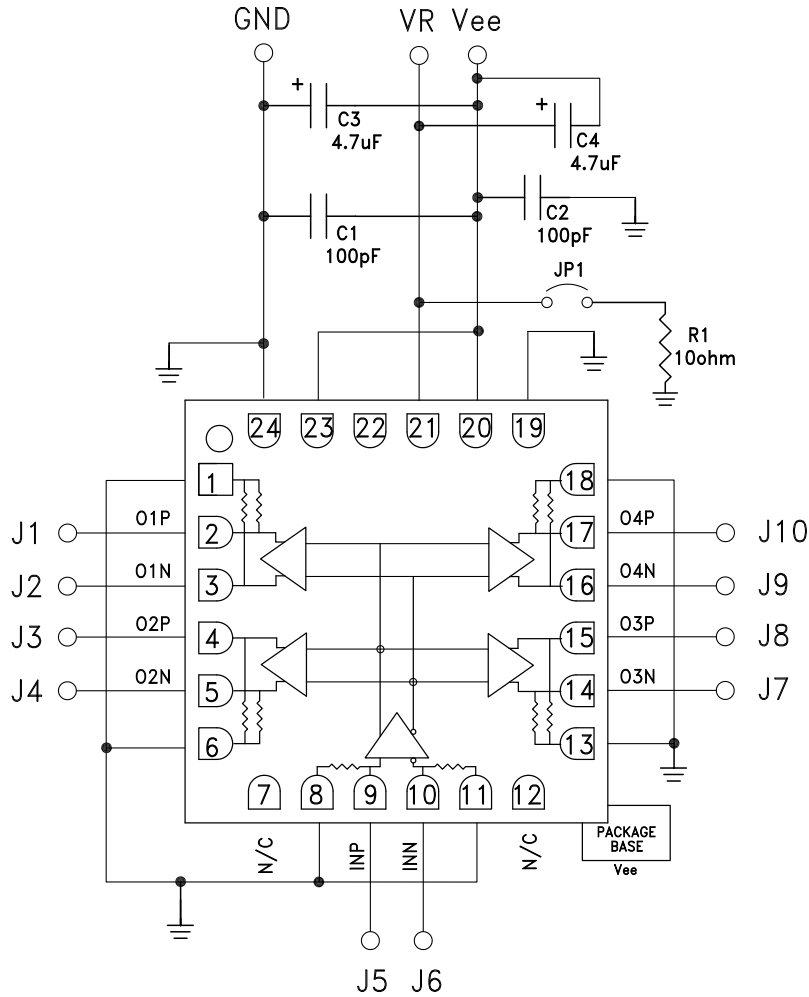 GND VR Vee
+
C3
4.7uF
+
C4
4.7uF
C1
100pF
C2
100pF
JP1
R1
10ohm
24 23 22 21 20 19
1 18
J1 O1P 2 17 O4P J10
J2 O1N 3 16 O4N J9
J3 O2P 4 15 O3P J8
J4 O2N 5 14 O3N J7
6 13
7 8 9 10 11 12
N/C INP INN N/C
PACKAGE
BASE
Vee
J5 J6